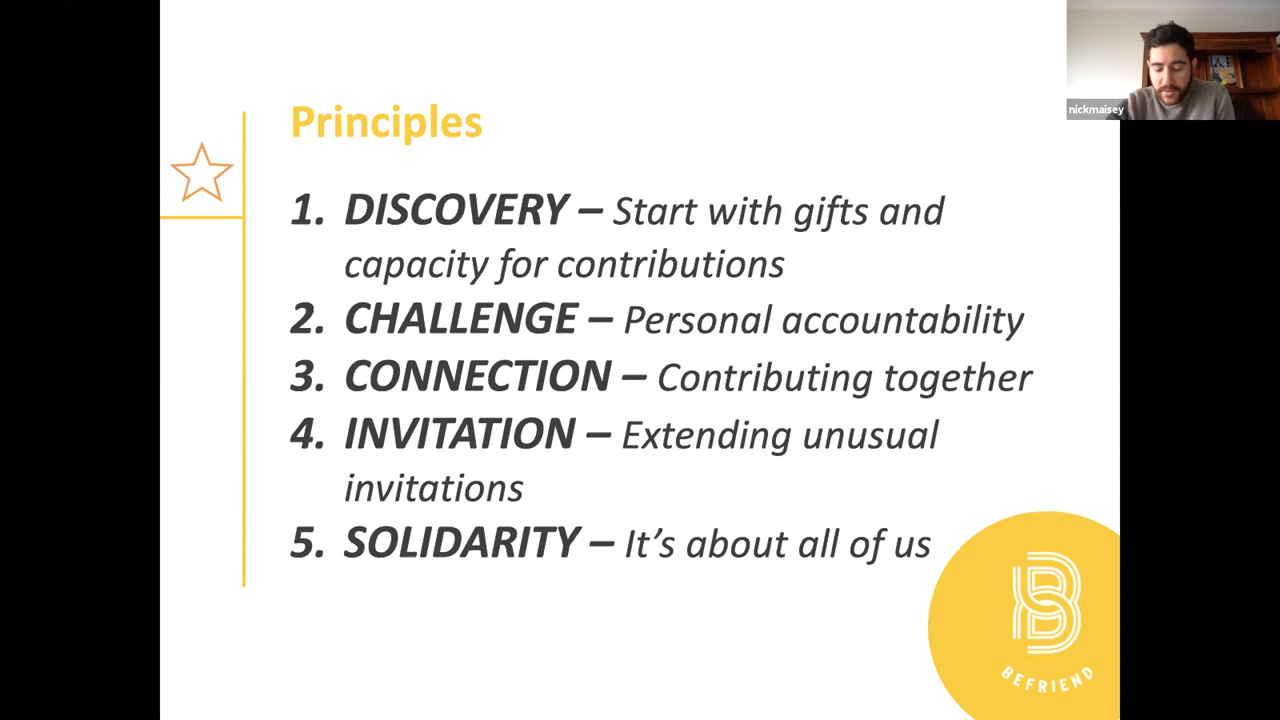 nickmaisey
Principles
1. DISCOVERY – Start with gifts and
capacity for contributions
2. CHALLENGE – Personal accountability
3. CONNECTION – Contributing together
4. INVITATION – Extending unusual
invitations
5. SOLIDARITY – It’s about all of us
B
BEFRIEND